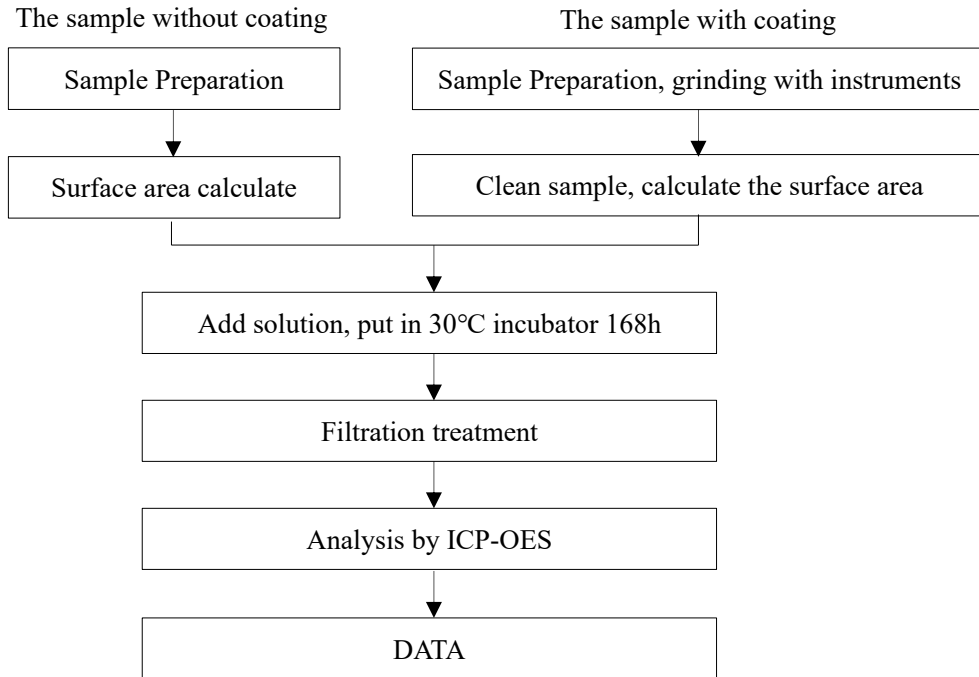 The sample without coating
The sample with coating
Sample Preparation
Sample Preparation, grinding with instruments
Surface area calculate
Clean sample, calculate the surface area
Add solution, put in 30℃ incubator 168h
Filtration treatment
Analysis by ICP-OES
DATA